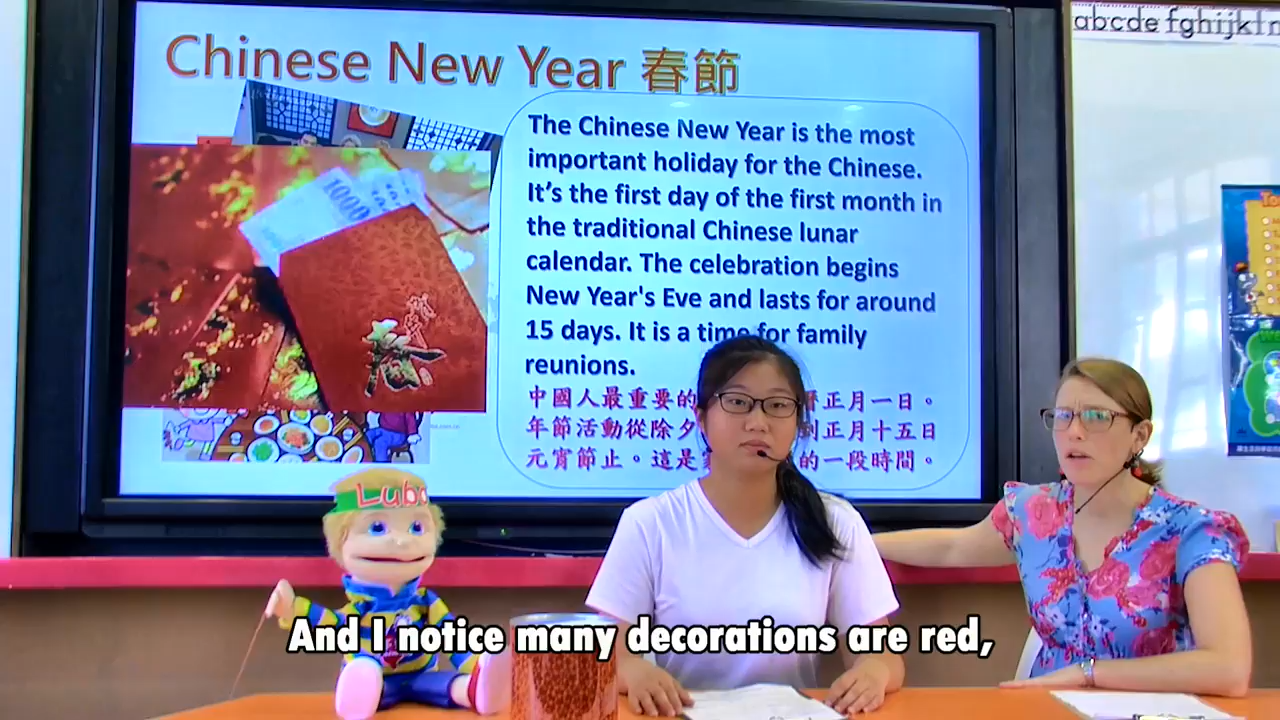 abcde fghijkl
Chinese New Year 春節
The Chinese New Year is the most
important holiday for the Chinese.
It's the first day of the first month in
the traditional Chinese lunar
calendar. The celebration begins
New Year's Eve and lasts for around
15 days. It is a time for family
reunions.
中國人最重要的 曆正月一日。
年節活動從除夕 到正月十五日
元宵節止。這是 的一段時間。
1000
春
And I notice many decorations are red,